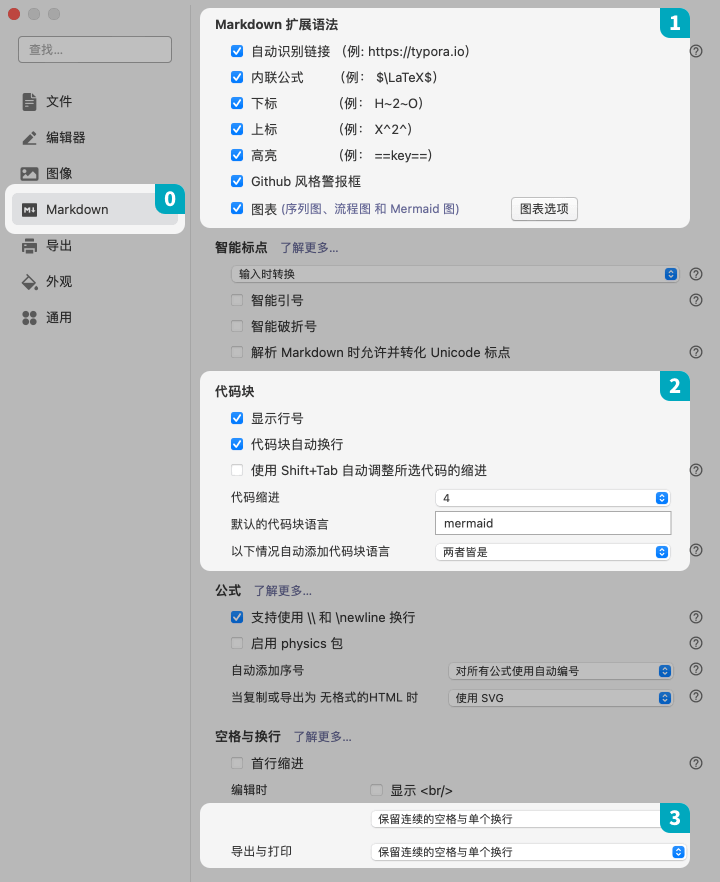 查找...
文件
编辑器
图像
Markdown
0
导出
外观
通用
Markdown 扩展语法
1
自动识别链接 (例: https://typora.io)
内联公式 (例: $\LaTeX$)
下标 (例: H~2~O)
上标 (例: X^2^)
高亮 (例: ==key==)
Github 风格警报框
图表 (序列图、流程图 和 Mermaid 图) 图表选项
智能标点 了解更多...
输入时转换
智能引号
智能破折号
解析 Markdown 时允许并转化 Unicode 标点
代码块
2
显示行号
代码块自动换行
使用 Shift+Tab 自动调整所选代码的缩进
代码缩进 4
默认的代码块语言 mermaid
以下情况自动添加代码块语言 两者皆是
公式 了解更多...
支持使用 \\ 和 \newline 换行
启用 physics 包
自动添加序号 对所有公式使用自动编号
当复制或导出为 无格式的HTML 时 使用 SVG
空格与换行 了解更多...
首行缩进
编辑时 显示 <br/>
保留连续的空格与单个换行
3
导出与打印 保留连续的空格与单个换行